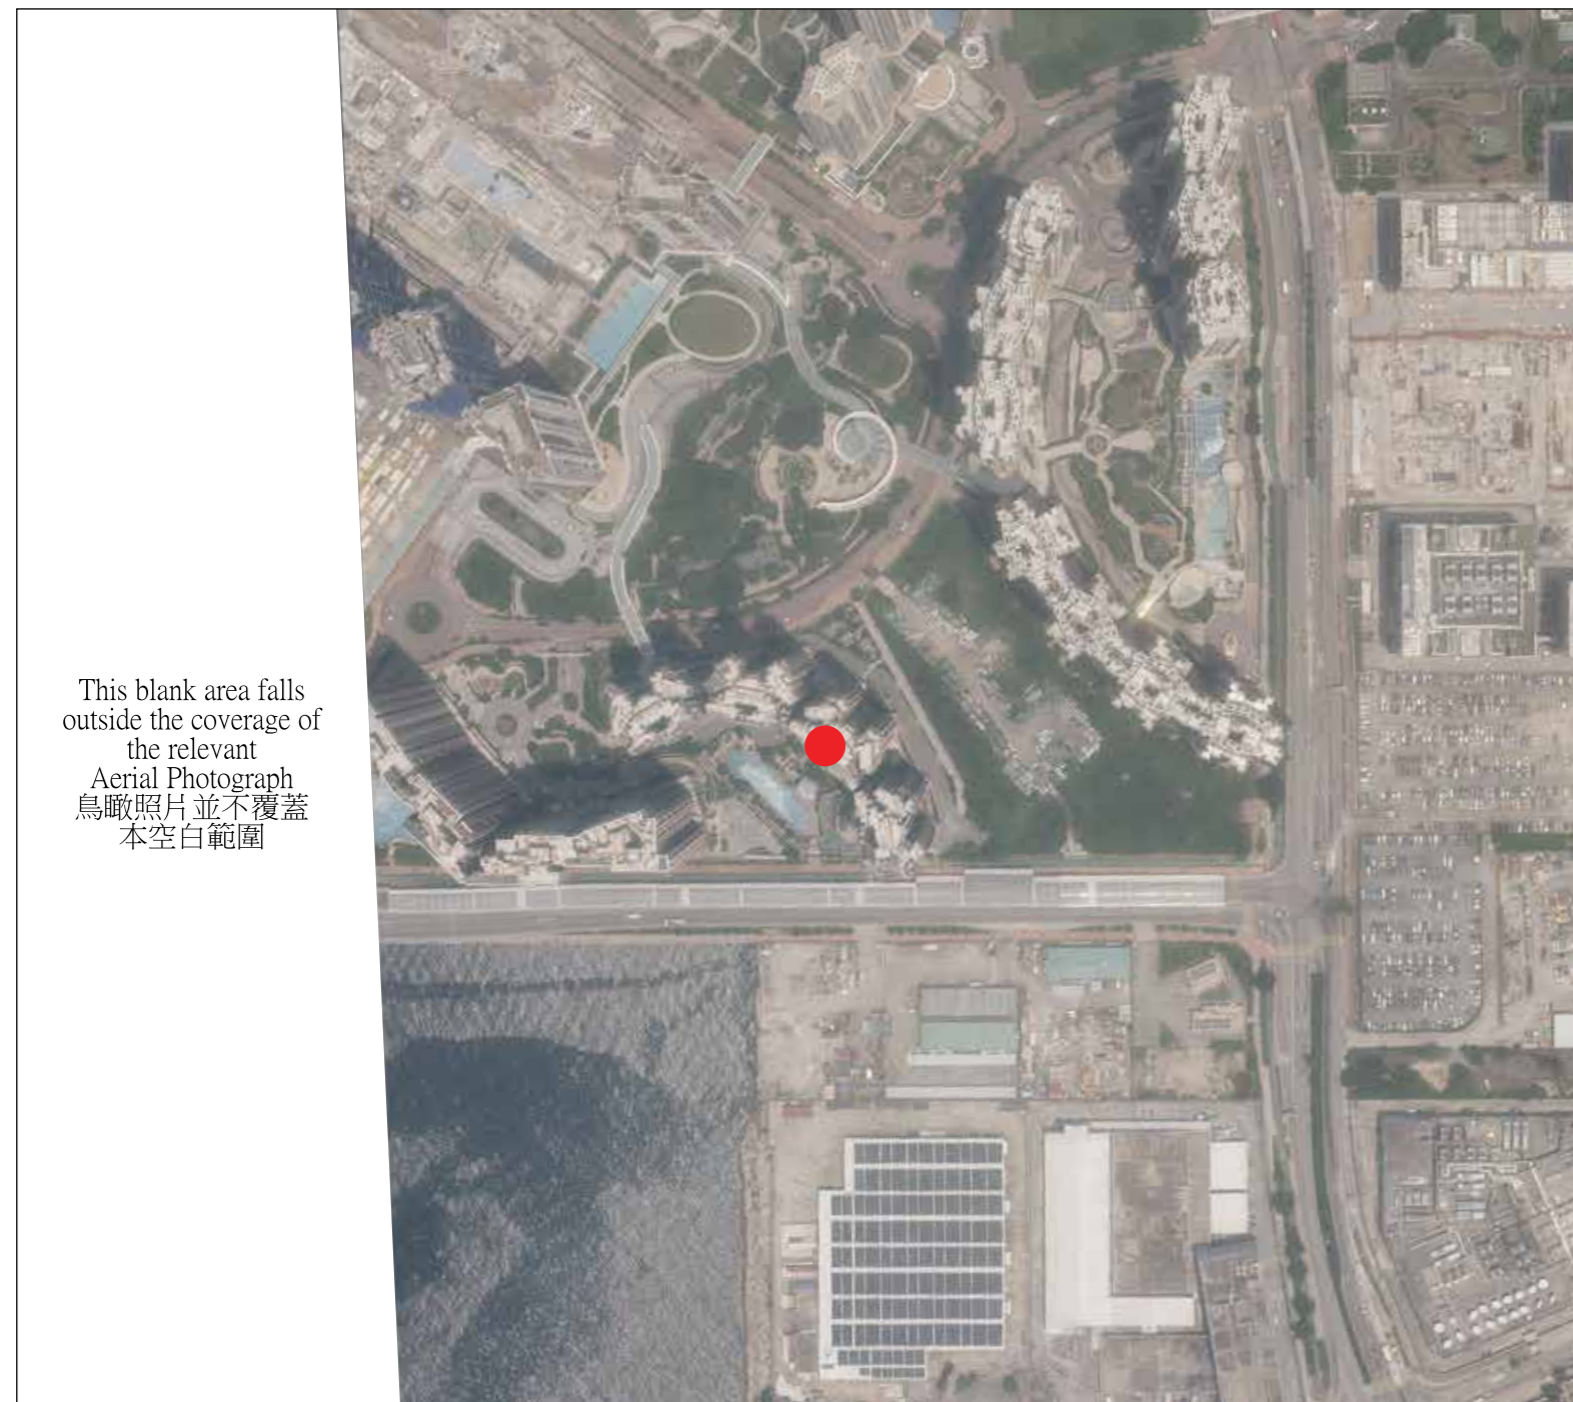 This blank area falls
outside the coverage of
the relevant
Aerial Photograph
鳥瞰照片並不覆蓋
本空白範圍